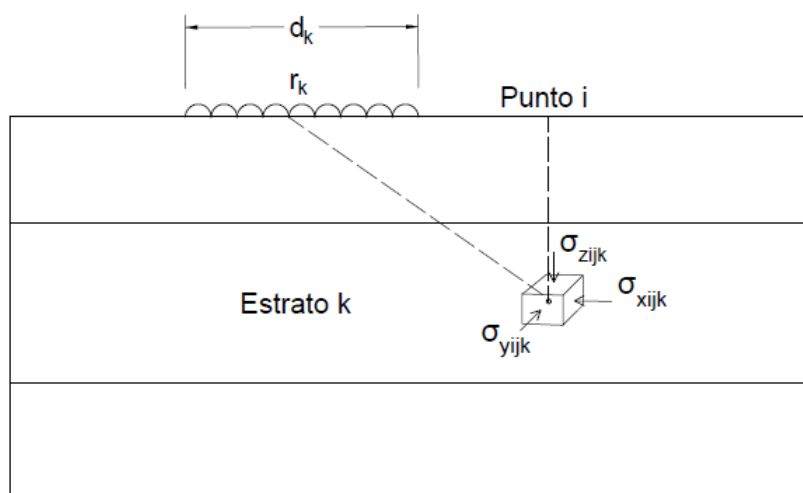 dₖ
rₖ
Punto i
σzijk
Estrato k
σxijk
σyijk